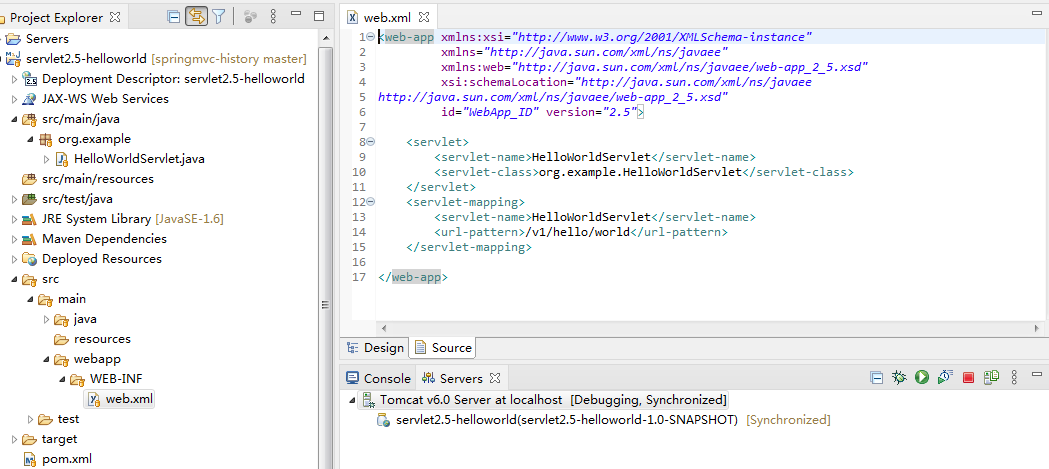 Project Explorer
Servers
servlet2.5-helloworld [springmvc-history master]
Deployment Descriptor: servlet2.5-helloworld
JAX-WS Web Services
src/main/java
org.example
HelloWorldServlet.java
src/main/resources
src/test/java
JRE System Library [JavaSE-1.6]
Maven Dependencies
Deployed Resources
src
main
java
resources
webapp
WEB-INF
web.xml
test
target
pom.xml
web.xml
1 <web-app xmlns:xsi="http://www.w3.org/2001/XMLSchema-instance"
2 xmlns="http://java.sun.com/xml/ns/javaee"
3 xmlns:web="http://java.sun.com/xml/ns/javaee/web-app_2_5.xsd"
4 xsi:schemaLocation="http://java.sun.com/xml/ns/javaee
5 http://java.sun.com/xml/ns/javaee/web-app_2_5.xsd"
6 id="WebApp_ID" version="2.5">
7
8 <servlet>
9 <servlet-name>HelloWorldServlet</servlet-name>
10 <servlet-class>org.example.HelloWorldServlet</servlet-class>
11 </servlet>
12 <servlet-mapping>
13 <servlet-name>HelloWorldServlet</servlet-name>
14 <url-pattern>/v1/hello/world</url-pattern>
15 </servlet-mapping>
16
17 </web-app>
Design Source
Console Servers
Tomcat v6.0 Server at localhost [Debugging, Synchronized]
servlet2.5-helloworld(servlet2.5-helloworld-1.0-SNAPSHOT) [Synchronized]